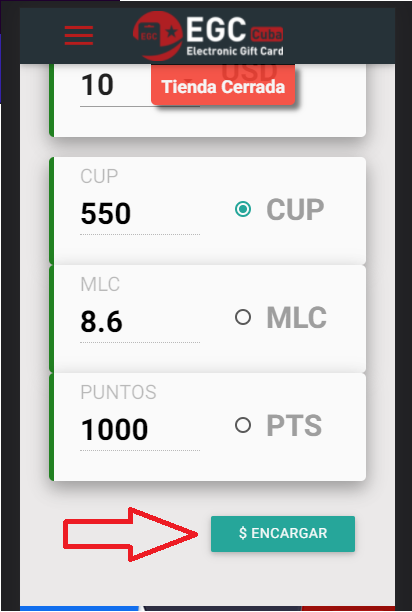 EGC
EGC Cuba
Electronic Gift Card
10
USD
Tienda Cerrada
CUP
550
CUP
MLC
8.6
MLC
PUNTOS
1000
PTS
$ ENCARGAR